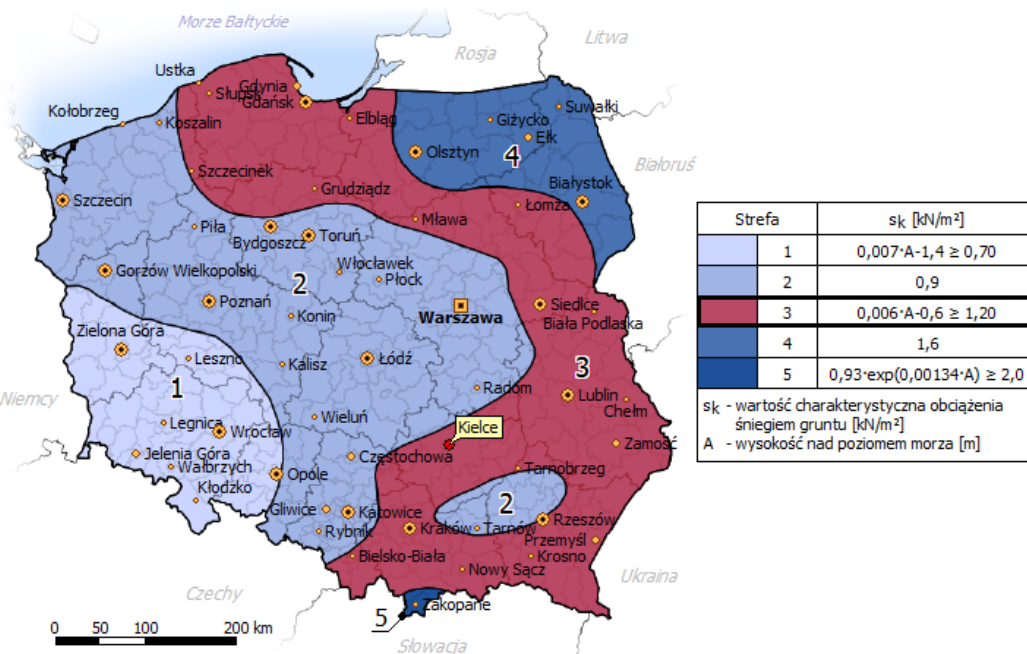 Morze Bałtyckie
Rosja
Litwa
Ustka
Słupsk
Gdynia
Gdańsk
Elbląg
Kołobrzeg
Koszalin
Giżycko
Suwałki
Ełk
Olsztyn
4
Białoruś
Szczecinek
Grudziądz
Szczecin
Białystok
Łomża
Mława
Piła
Bydgoszcz
Toruń
Gorzów Wielkopolski
2
Włocławek
Płock
Poznań
Konin
Warszawa
Siedlce
Biała Podlaska
Zielona Góra
Leszno
Kalisz
Łódź
3
1
Radom
Lublin
Chełm
Niemcy
Legnica
Wrocław
Wieluń
Kielce
Zamość
Jelenia Góra
Wałbrzych
Częstochowa
Tarnobrzeg
Kłodzko
Opole
Gliwice
Katowice
2
Rybnik
Kraków
Tarnów
Rzeszów
Przemyśl
Bielsko-Biała
Krosno
Nowy Sącz
Ukraina
Czechy
Zakopane
5
Słowacja
0 50 100 200 km
Strefa sk [kN/m²]
1 0,007·A-1,4 ≥ 0,70
2 0,9
3 0,006·A-0,6 ≥ 1,20
4 1,6
5 0,93·exp(0,00134·A) ≥ 2,0
sk - wartość charakterystyczna obciążenia
śniegiem gruntu [kN/m²]
A - wysokość nad poziomem morza [m]